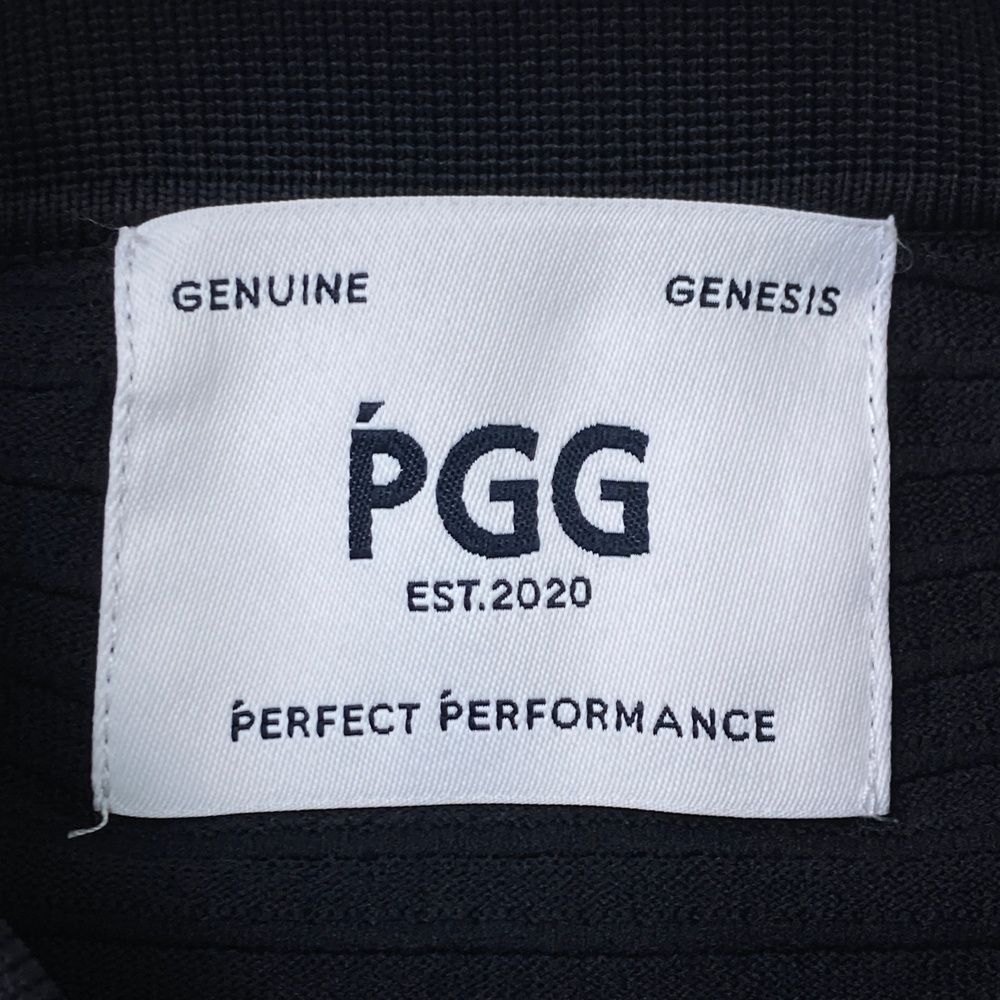 GENUINE GENESIS
ṔGG
EST.2020
ṔERFECT ṔERFORMANCE